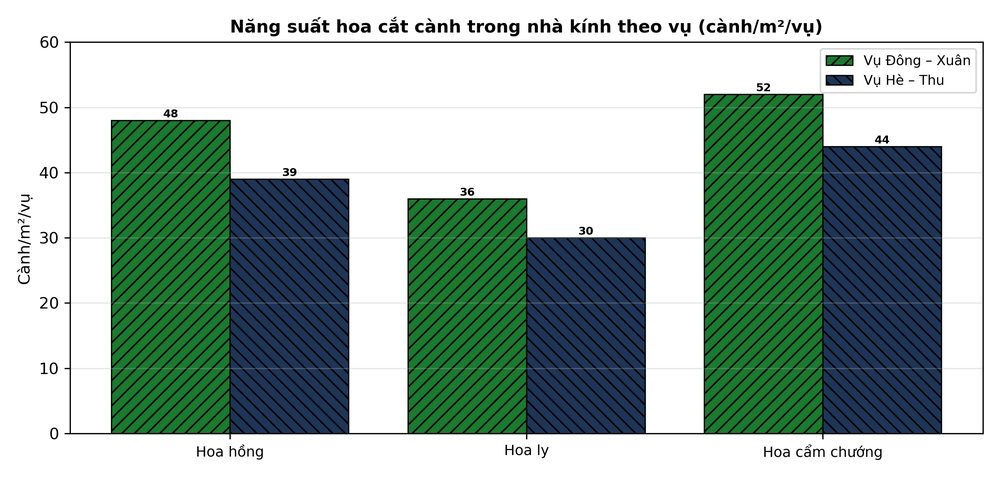 Năng suất hoa cắt cành trong nhà kính theo vụ (cành/m²/vụ)
Vụ Đông – Xuân
Vụ Hè – Thu
Cành/m²/vụ
60
50
40
30
20
10
0
48
39
36
30
52
44
Hoa hồng
Hoa ly
Hoa cẩm chướng